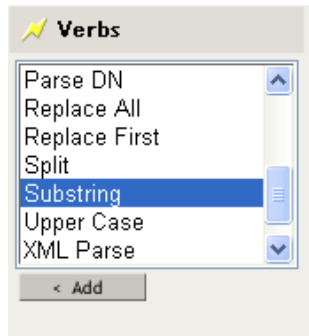 Verbs
Parse DN
Replace All
Replace First
Split
Substring
Upper Case
XML Parse
< Add